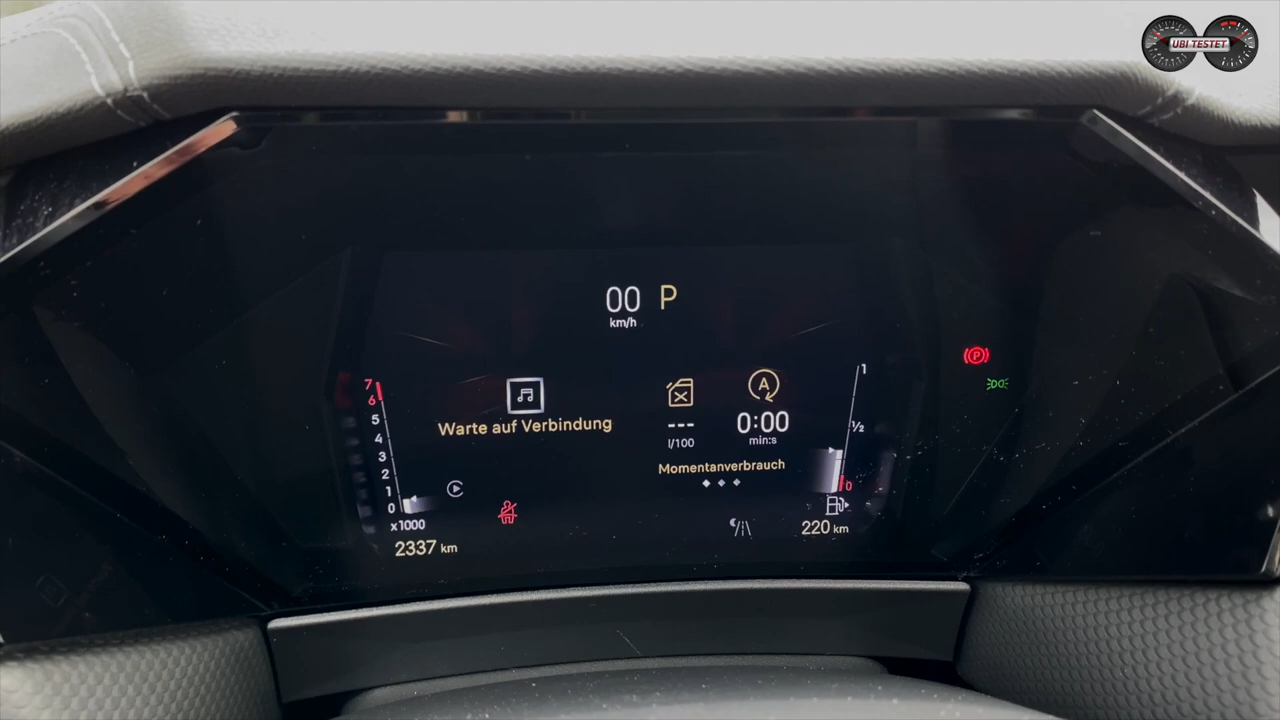 UBI TESTET
00 P
km/h
7
6
5
4
3
2
1
0
x1000
2337 km
Warte auf Verbindung
---
l/100
A
0:00
min:s
Momentanverbrauch
1
½
0
220 km
P